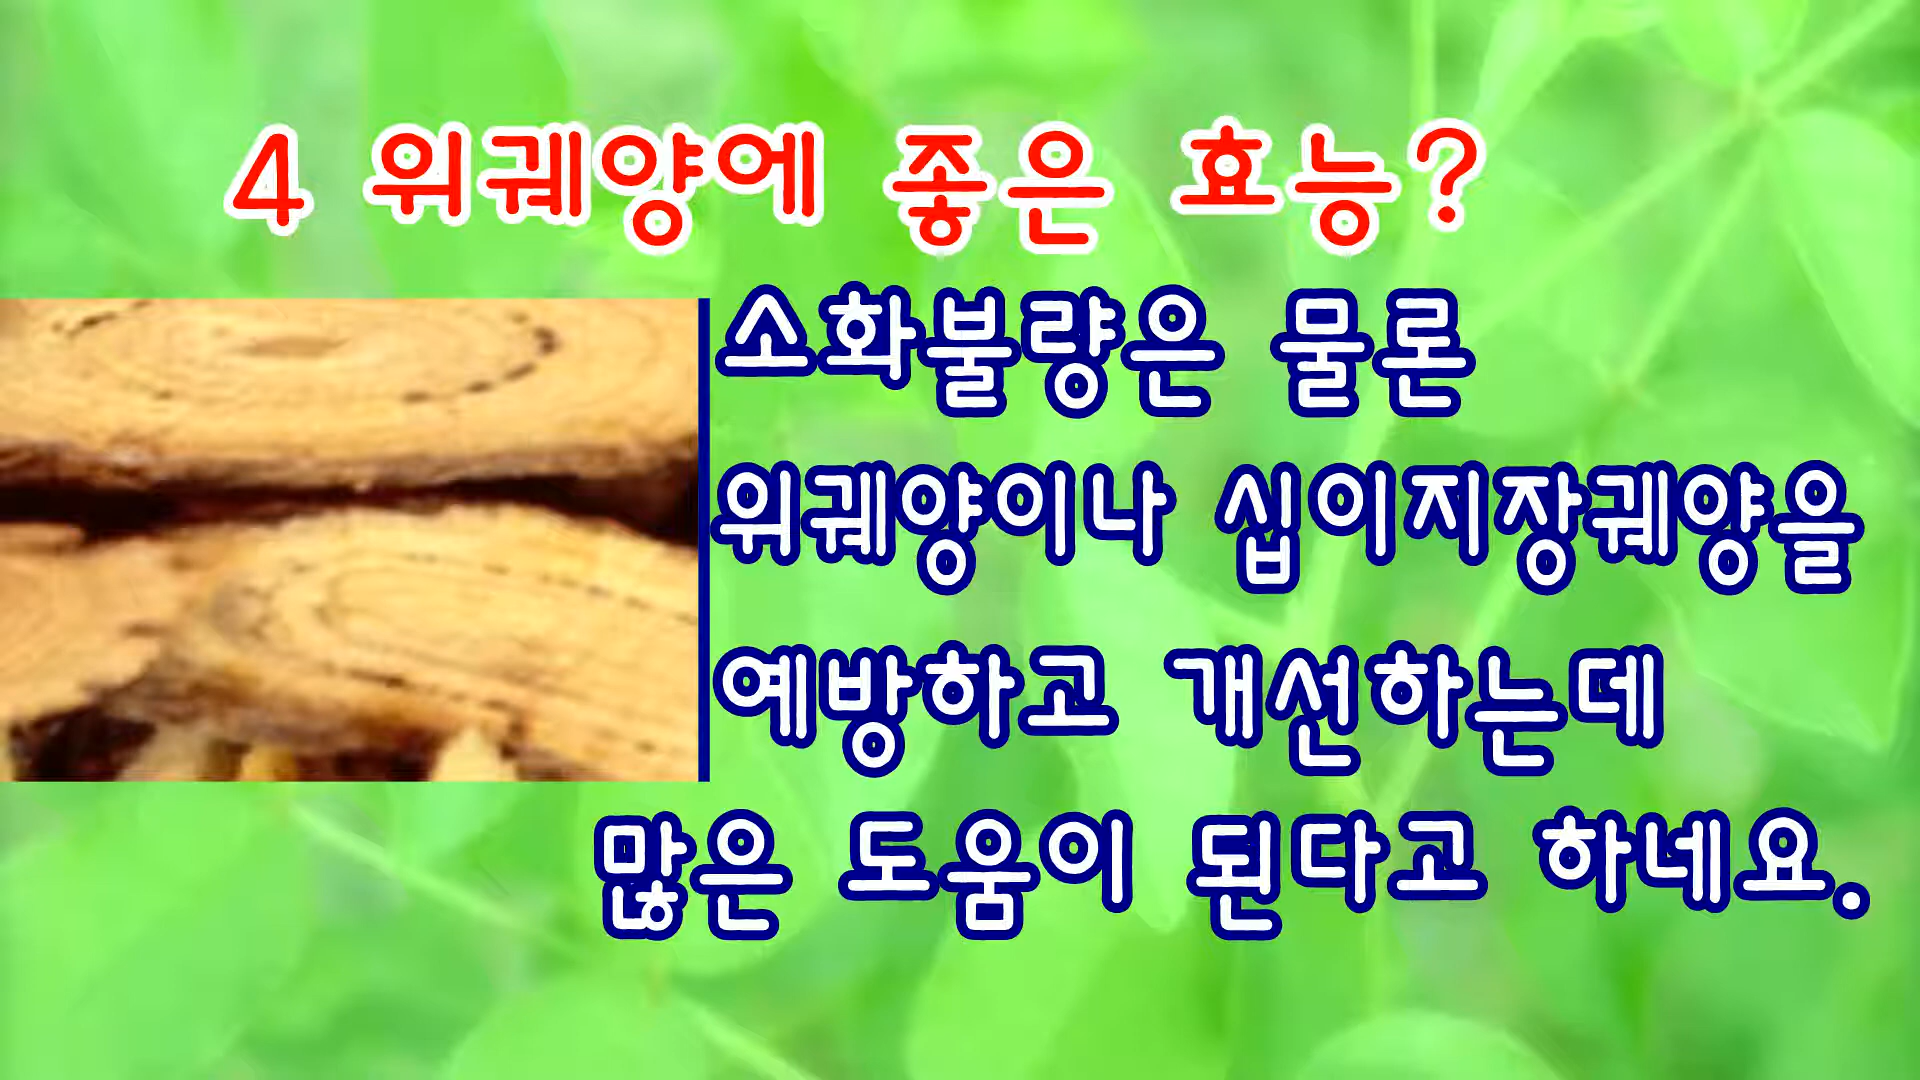 4 위궤양에 좋은 효능?
소화불량은 물론
위궤양이나 십이지장궤양을
예방하고 개선하는데
많은 도움이 된다고 하네요.